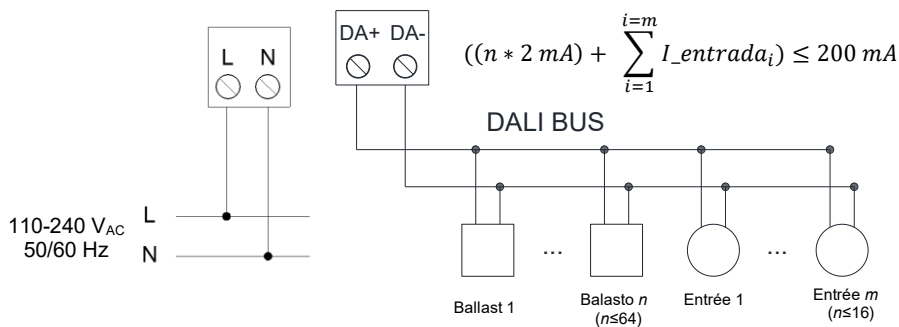 L N
DA+ DA-
((n * 2 mA) + \sum_{i=1}^{i=m} I_entrada_i) ≤ 200 mA
DALI BUS
110-240 V_AC
50/60 Hz
L
N
Ballast 1
...
Balasto n
(n≤64)
Entrée 1
...
Entrée m
(n≤16)